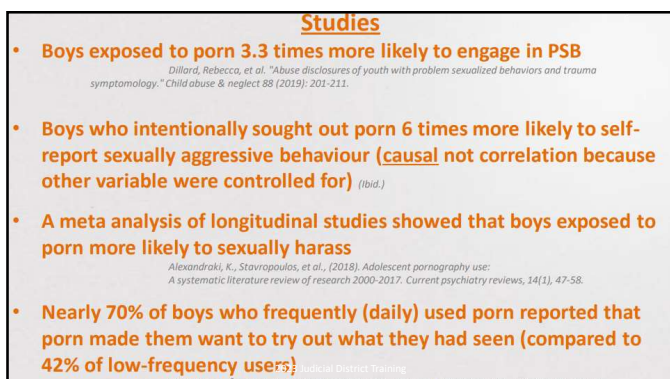 Studies
• Boys exposed to porn 3.3 times more likely to engage in PSB
Dillard, Rebecca, et al. "Abuse disclosures of youth with problem sexualized behaviors and trauma
symptomology." Child abuse & neglect 88 (2019): 201-211.
• Boys who intentionally sought out porn 6 times more likely to self-
report sexually aggressive behaviour (causal not correlation because
other variable were controlled for) (Ibid.)
• A meta analysis of longitudinal studies showed that boys exposed to
porn more likely to sexually harass
Alexandraki, K., Stavropoulos, et al., (2018). Adolescent pornography use:
A systematic literature review of research 2000-2017. Current psychiatry reviews, 14(1), 47-58.
• Nearly 70% of boys who frequently (daily) used porn reported that
porn made them want to try out what they had seen (compared to
42% of low-frequency users)
Judicial District Training